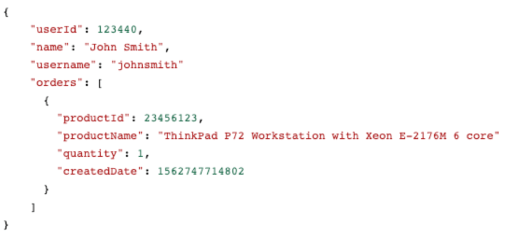 {
"userId": 123440,
"name": "John Smith",
"username": "johnsmith"
"orders": [
{
"productId": 23456123,
"productName": "ThinkPad P72 Workstation with Xeon E-2176M 6 core"
"quantity": 1,
"createdDate": 1562747714802
}
]
}